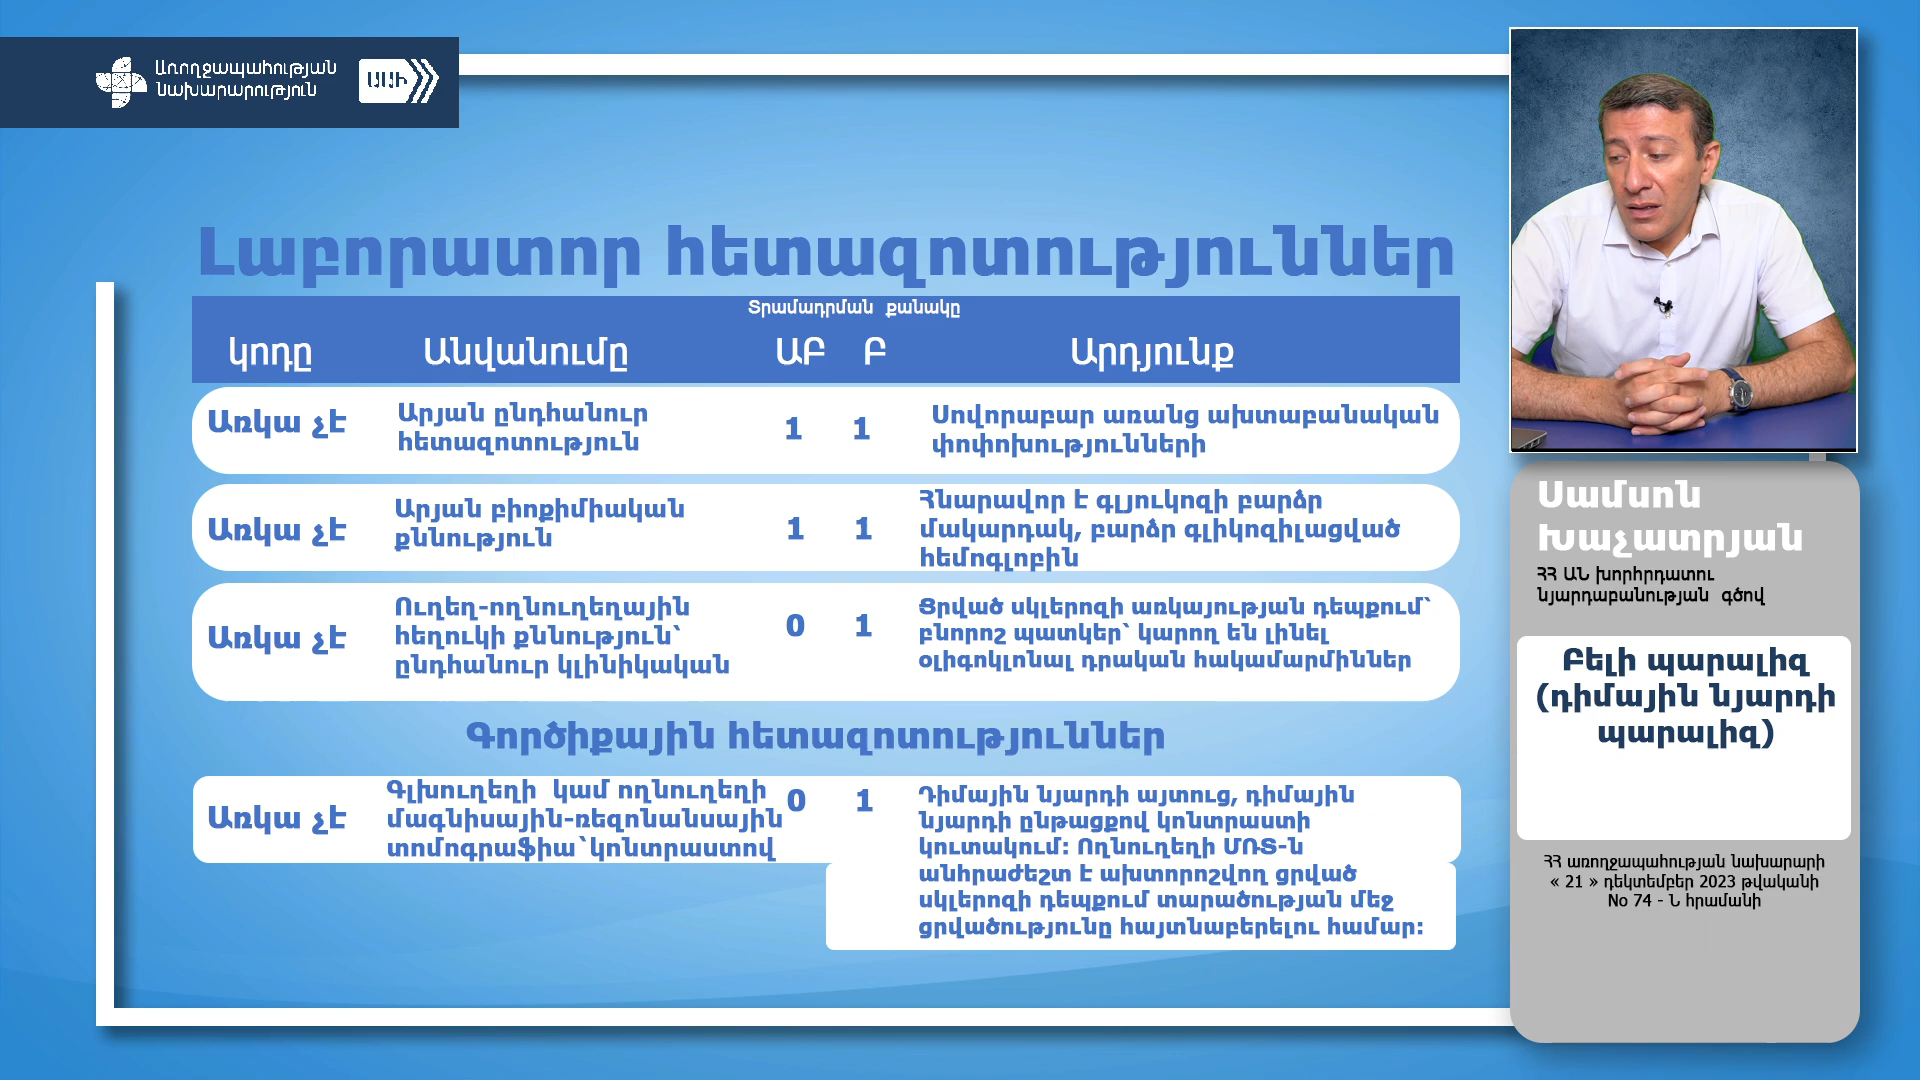 Առողջապահության
նախարարություն
ԱԱԻ
Լաբորատոր հետազոտություններ
Տրամադրման քանակը
կոդը Անվանումը ԱԲ Բ Արդյունք
Առկա չէ
Արյան ընդհանուր
հետազոտություն
1 1
Սովորաբար առանց ախտաբանական
փոփոխությունների
Առկա չէ
Արյան բիոքիմիական
քննություն
1 1
Հնարավոր է գլյուկոզի բարձր
մակարդակ, բարձր գլիկոզիլացված
հեմոգլոբին
Առկա չէ
Ուղեղ-ողնուղեղային
հեղուկի քննություն՝
ընդհանուր կլինիկական
0 1
Ցրված սկլերոզի առկայության դեպքում՝
բնորոշ պատկեր՝ կարող են լինել
օլիգոկլոնալ դրական հակամարմիններ
Գործիքային հետազոտություններ
Առկա չէ
Գլխուղեղի կամ ողնուղեղի
մագնիսային-ռեզոնանսային
տոմոգրաֆիա`կոնտրաստով
0 1
Դիմային նյարդի այտուց, դիմային
նյարդի ընթացքով կոնտրաստի
կուտակում: Ողնուղեղի ՄՌՏ-ն
անհրաժեշտ է ախտորոշվող ցրված
սկլերոզի դեպքում տարածության մեջ
ցրվածությունը հայտնաբերելու համար:
Սամսոն
Խաչատրյան
ՀՀ ԱՆ խորհրդատու
նյարդաբանության գծով
Բելի պարալիզ
(դիմային նյարդի
պարալիզ)
ՀՀ առողջապահության նախարարի
« 21 » դեկտեմբեր 2023 թվականի
No 74 - Ն հրամանի